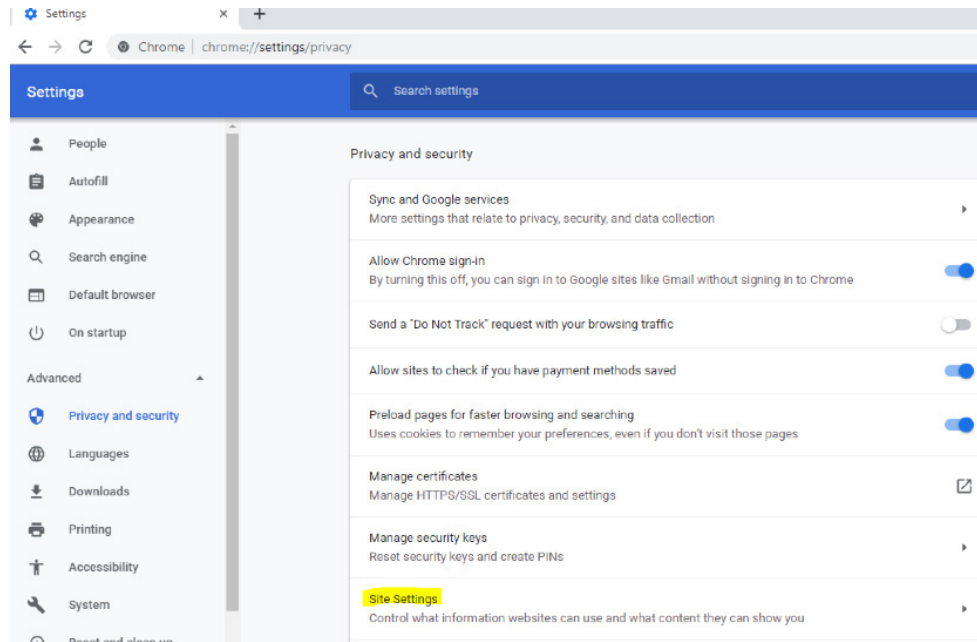 Settings
Chrome | chrome://settings/privacy
Settings
Search settings
People
Autofill
Appearance
Search engine
Default browser
On startup
Advanced
Privacy and security
Languages
Downloads
Printing
Accessibility
System
Reset and clean up
Privacy and security
Sync and Google services
More settings that relate to privacy, security, and data collection
Allow Chrome sign-in
By turning this off, you can sign in to Google sites like Gmail without signing in to Chrome
Send a "Do Not Track" request with your browsing traffic
Allow sites to check if you have payment methods saved
Preload pages for faster browsing and searching
Uses cookies to remember your preferences, even if you don't visit those pages
Manage certificates
Manage HTTPS/SSL certificates and settings
Manage security keys
Reset security keys and create PINs
Site Settings
Control what information websites can use and what content they can show you